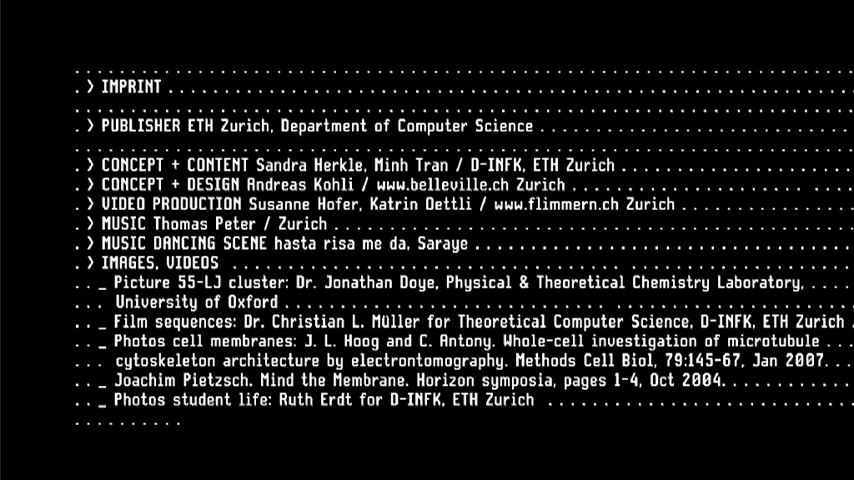 . > IMPRINT
. > PUBLISHER ETH Zurich, Department of Computer Science
. > CONCEPT + CONTENT Sandra Herkle, Minh Tran / D-INFK, ETH Zurich
. > CONCEPT + DESIGN Andreas Kohli / www.belleville.ch Zurich
. > VIDEO PRODUCTION Susanne Hofer, Katrin Oettli / www.flimmern.ch Zurich
. > MUSIC Thomas Peter / Zurich
. > MUSIC DANCING SCENE hasta risa me da, Saraye
. > IMAGES, VIDEOS
. . _ Picture 55-LJ cluster: Dr. Jonathan Doye, Physical & Theoretical Chemistry Laboratory,
. . . University of Oxford
. . _ Film sequences: Dr. Christian L. Müller for Theoretical Computer Science, D-INFK, ETH Zurich
. . _ Photos cell membranes: J. L. Hoog and C. Antony. Whole-cell investigation of microtubule
. . . cytoskeleton architecture by electrontomography. Methods Cell Biol, 79:145-67, Jan 2007.
. . _ Joachim Pietzsch. Mind the Membrane. Horizon symposia, pages 1-4, Oct 2004.
. . _ Photos student life: Ruth Erdt for D-INFK, ETH Zurich